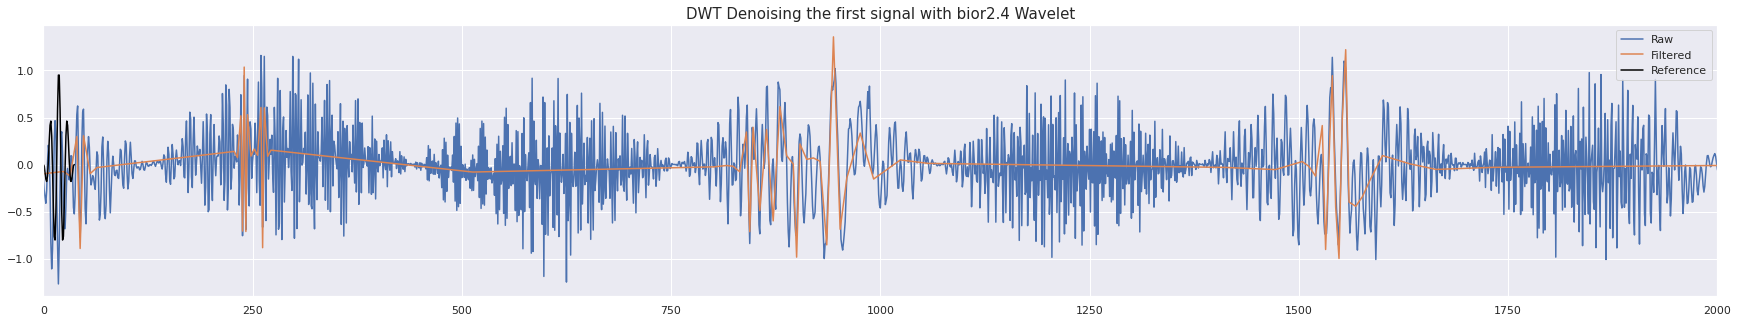 DWT Denoising the first signal with bior2.4 Wavelet
Raw
Filtered
Reference
1.0
0.5
0.0
−0.5
−1.0
0 250 500 750 1000 1250 1500 1750 2000